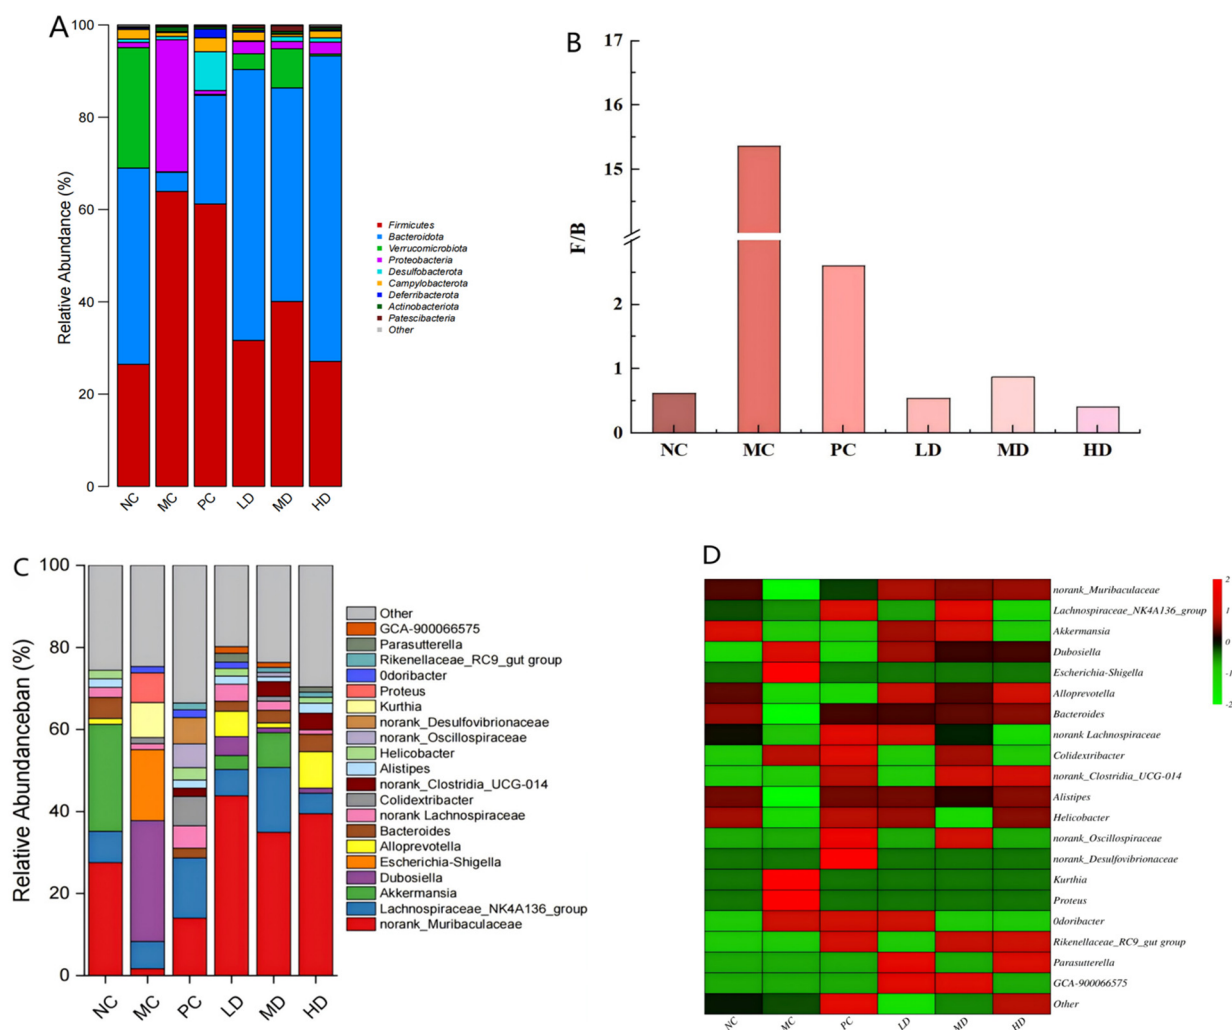 A
100
80
60
40
20
0
Relative Abundance (%)
NC
MC
PC
LD
MD
HD
Firmicutes
Bacteroidota
Verrucomicrobiota
Proteobacteria
Desulfobacterota
Campylobacterota
Deferribacterota
Actinobacteriota
Patescibacteria
Other
B
17
16
15
2
1
0
F/B
NC
MC
PC
LD
MD
HD
C
100
80
60
40
20
0
Relative Abundanceban (%)
NC
MC
PC
LD
MD
HD
Other
GCA-900066575
Parasutterella
Rikenellaceae_RC9_gut group
0doribacter
Proteus
Kurthia
norank_Desulfovibrionaceae
norank_Oscillospiraceae
Helicobacter
Alistipes
norank_Clostridia_UCG-014
Colidextribacter
norank Lachnospiraceae
Bacteroides
Alloprevotella
Escherichia-Shigella
Dubosiella
Akkermansia
Lachnospiraceae_NK4A136_group
norank_Muribaculaceae
D
norank_Muribaculaceae
Lachnospiraceae_NK4A136_group
Akkermansia
Dubosiella
Escherichia-Shigella
Alloprevotella
Bacteroides
norank Lachnospiraceae
Colidextribacter
norank_Clostridia_UCG-014
Alistipes
Helicobacter
norank_Oscillospiraceae
norank_Desulfovibrionaceae
Kurthia
Proteus
0doribacter
Rikenellaceae_RC9_gut group
Parasutterella
GCA-900066575
Other
NC
MC
PC
LD
MD
HD
2
1
0
-1
-2